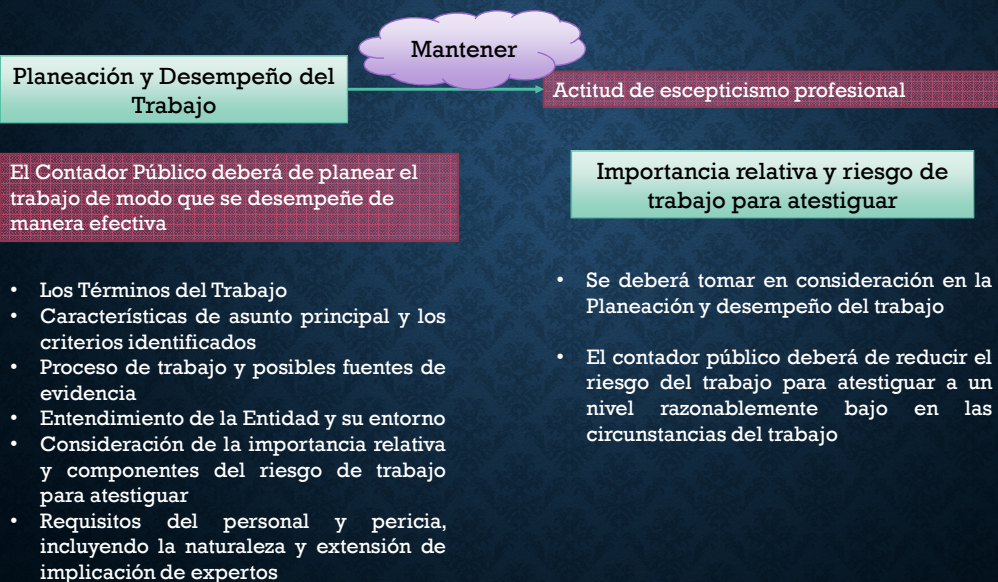 Mantener
Planeación y Desempeño del
Trabajo
Actitud de escepticismo profesional
El Contador Público deberá de planear el
trabajo de modo que se desempeñe de
manera efectiva
• Los Términos del Trabajo
• Características de asunto principal y los
criterios identificados
• Proceso de trabajo y posibles fuentes de
evidencia
• Entendimiento de la Entidad y su entorno
• Consideración de la importancia relativa
y componentes del riesgo de trabajo
para atestiguar
• Requisitos del personal y pericia,
incluyendo la naturaleza y extensión de
implicación de expertos
Importancia relativa y riesgo de
trabajo para atestiguar
• Se deberá tomar en consideración en la
Planeación y desempeño del trabajo
• El contador público deberá de reducir el
riesgo del trabajo para atestiguar a un
nivel razonablemente bajo en las
circunstancias del trabajo